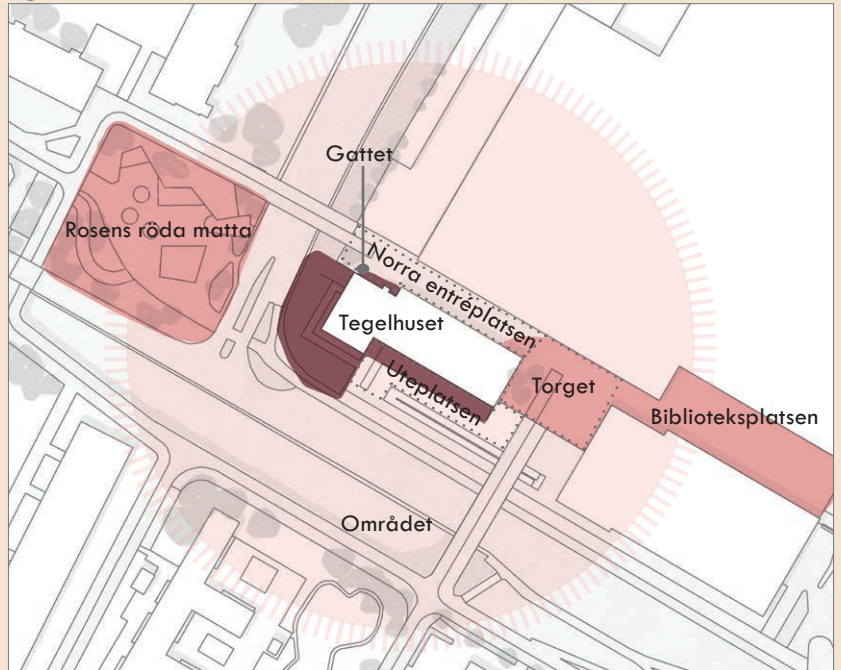 Gattet
Rosens röda matta
Norra entréplatsen
Tegelhuset
Uteplatsen
Torget
Biblioteksplatsen
Området